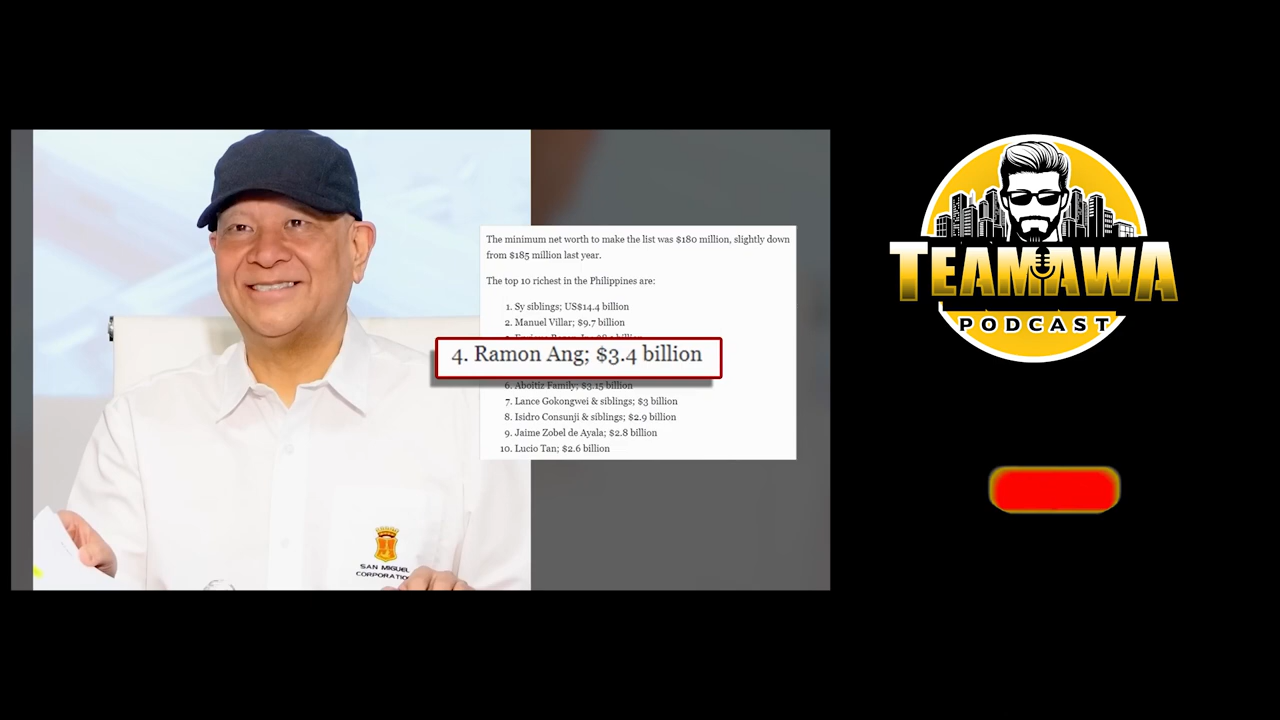 The minimum net worth to make the list was $180 million, slightly down
from $185 million last year.
The top 10 richest in the Philippines are:
1. Sy siblings; US$14.4 billion
2. Manuel Villar; $9.7 billion
4. Ramon Ang; $3.4 billion
6. Aboitiz Family; $3.15 billion
7. Lance Gokongwei & siblings; $3 billion
8. Isidro Consunji & siblings; $2.9 billion
9. Jaime Zobel de Ayala; $2.8 billion
10. Lucio Tan; $2.6 billion
SAN MIGUEL
CORPORATION
TEAMAWA
PODCAST